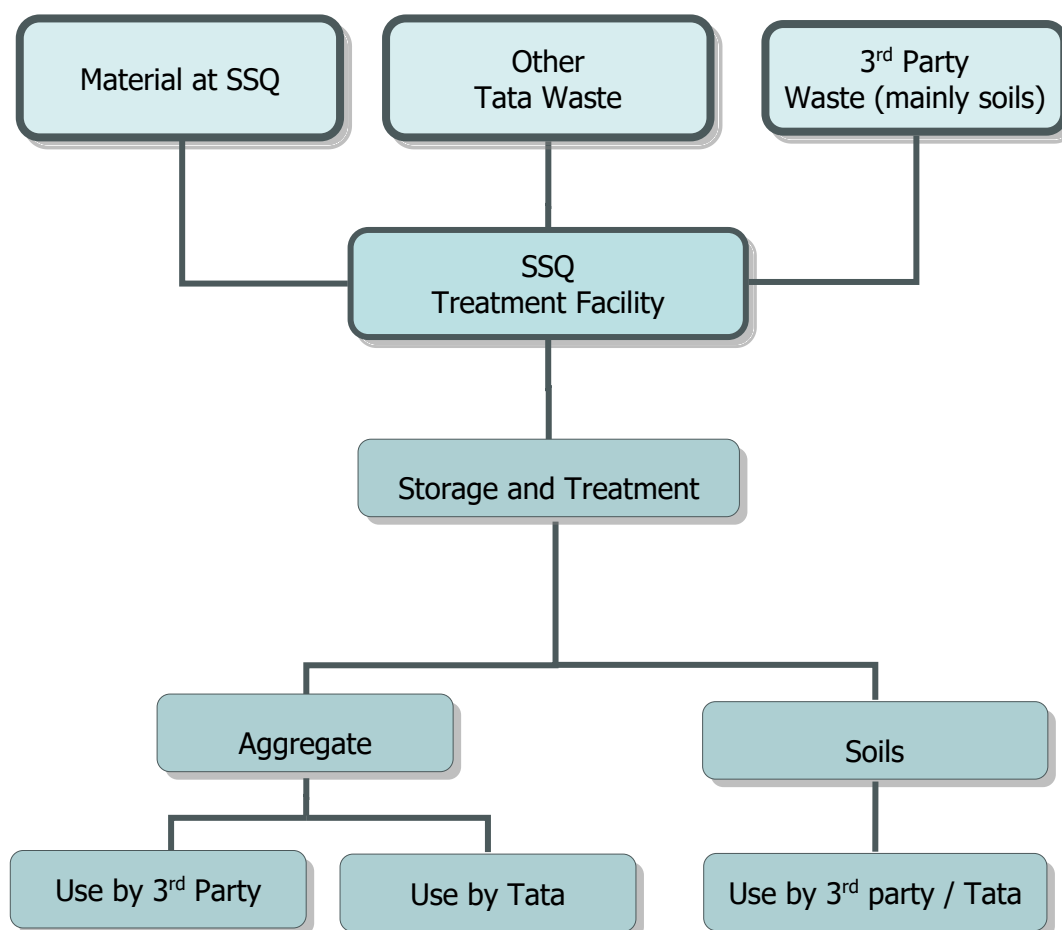 Material at SSQ
Other
Tata Waste
3rd Party
Waste (mainly soils)
SSQ
Treatment Facility
Storage and Treatment
Aggregate
Soils
Use by 3rd Party
Use by Tata
Use by 3rd party / Tata